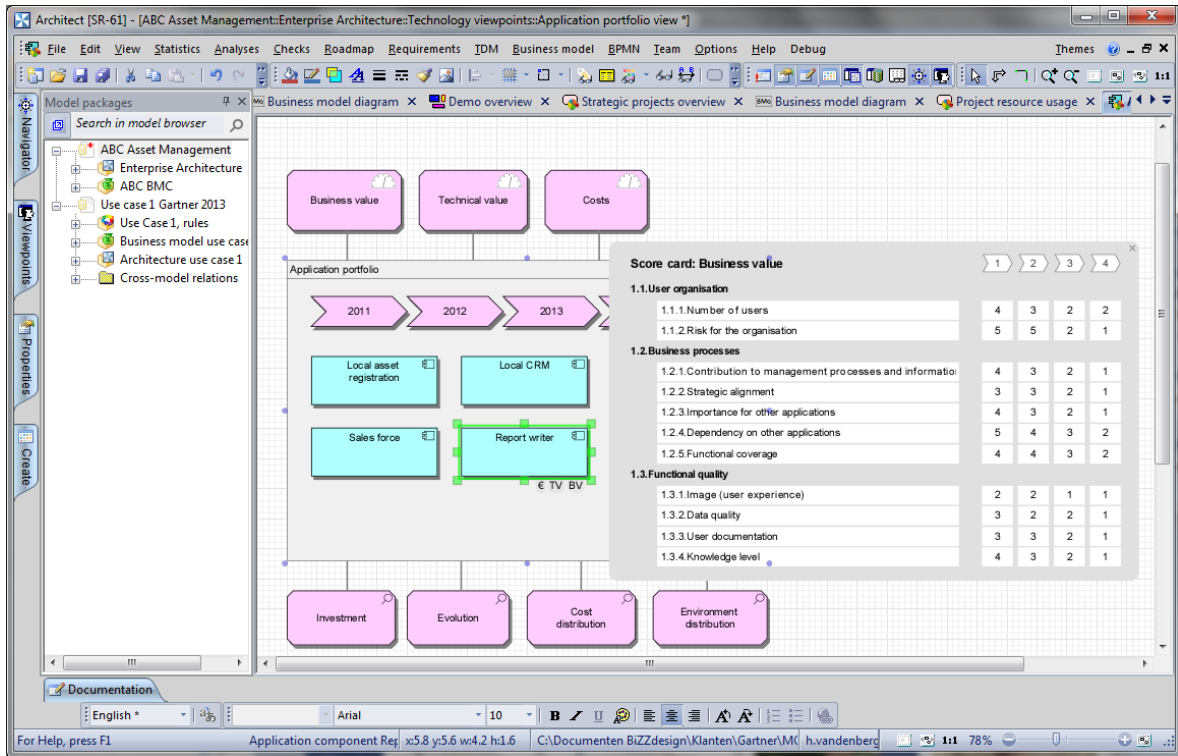 Architect [SR-61] - [ABC Asset Management::Enterprise Architecture::Technology viewpoints::Application portfolio view *]
File Edit View Statistics Analyses Checks Roadmap Requirements TDM Business model BPMN Team Options Help Debug Themes
1:1
Navigator
Viewpoints
Properties
Create
Model packages
Business model diagram Demo overview Strategic projects overview Business model diagram Project resource usage
Search in model browser
ABC Asset Management
Enterprise Architecture
ABC BMC
Use case 1 Gartner 2013
Use Case 1, rules
Business model use case
Architecture use case 1
Cross-model relations
Business value Technical value Costs
Application portfolio
2011 2012 2013
Local asset registration
Local CRM
Sales force
Report writer
€ TV BV
Score card: Business value 1 2 3 4
1.1.User organisation
1.1.1.Number of users 4 3 2 2
1.1.2.Risk for the organisation 5 5 2 1
1.2.Business processes
1.2.1.Contribution to management processes and informatio 4 3 2 1
1.2.2.Strategic alignment 3 3 2 1
1.2.3.Importance for other applications 4 3 2 1
1.2.4.Dependency on other applications 5 4 3 2
1.2.5.Functional coverage 4 4 3 2
1.3.Functional quality
1.3.1.Image (user experience) 2 2 1 1
1.3.2.Data quality 3 2 2 1
1.3.3.User documentation 3 3 2 1
1.3.4.Knowledge level 4 3 2 1
Investment Evolution Cost distribution Environment distribution
Documentation
English * Arial 10 B I U
For Help, press F1 Application component Rep x:5.8 y:5.6 w:4.2 h:1.6 C:\Documenten BiZZdesign\Klanten\Gartner\MC h.vandenberg 1:1 78%